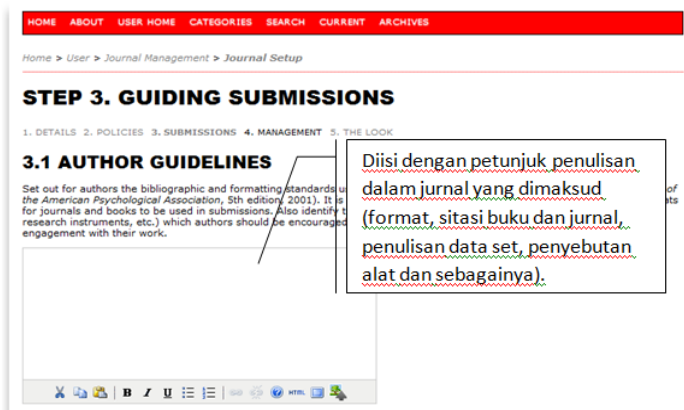 HOME ABOUT USER HOME CATEGORIES SEARCH CURRENT ARCHIVES
Home > User > Journal Management > Journal Setup
STEP 3. GUIDING SUBMISSIONS
1. DETAILS 2. POLICIES 3. SUBMISSIONS 4. MANAGEMENT 5. THE LOOK
3.1 AUTHOR GUIDELINES
Set out for authors the bibliographic and formatting standards u of
the American Psychological Association, 5th edition, 2001). It is ats
for journals and books to be used in submissions. Also identify t
research instruments, etc.) which authors should be encouraged
engagement with their work.
Diisi dengan petunjuk penulisan
dalam jurnal yang dimaksud
(format, sitasi buku dan jurnal,
penulisan data set, penyebutan
alat dan sebagainya).
B I U HTML